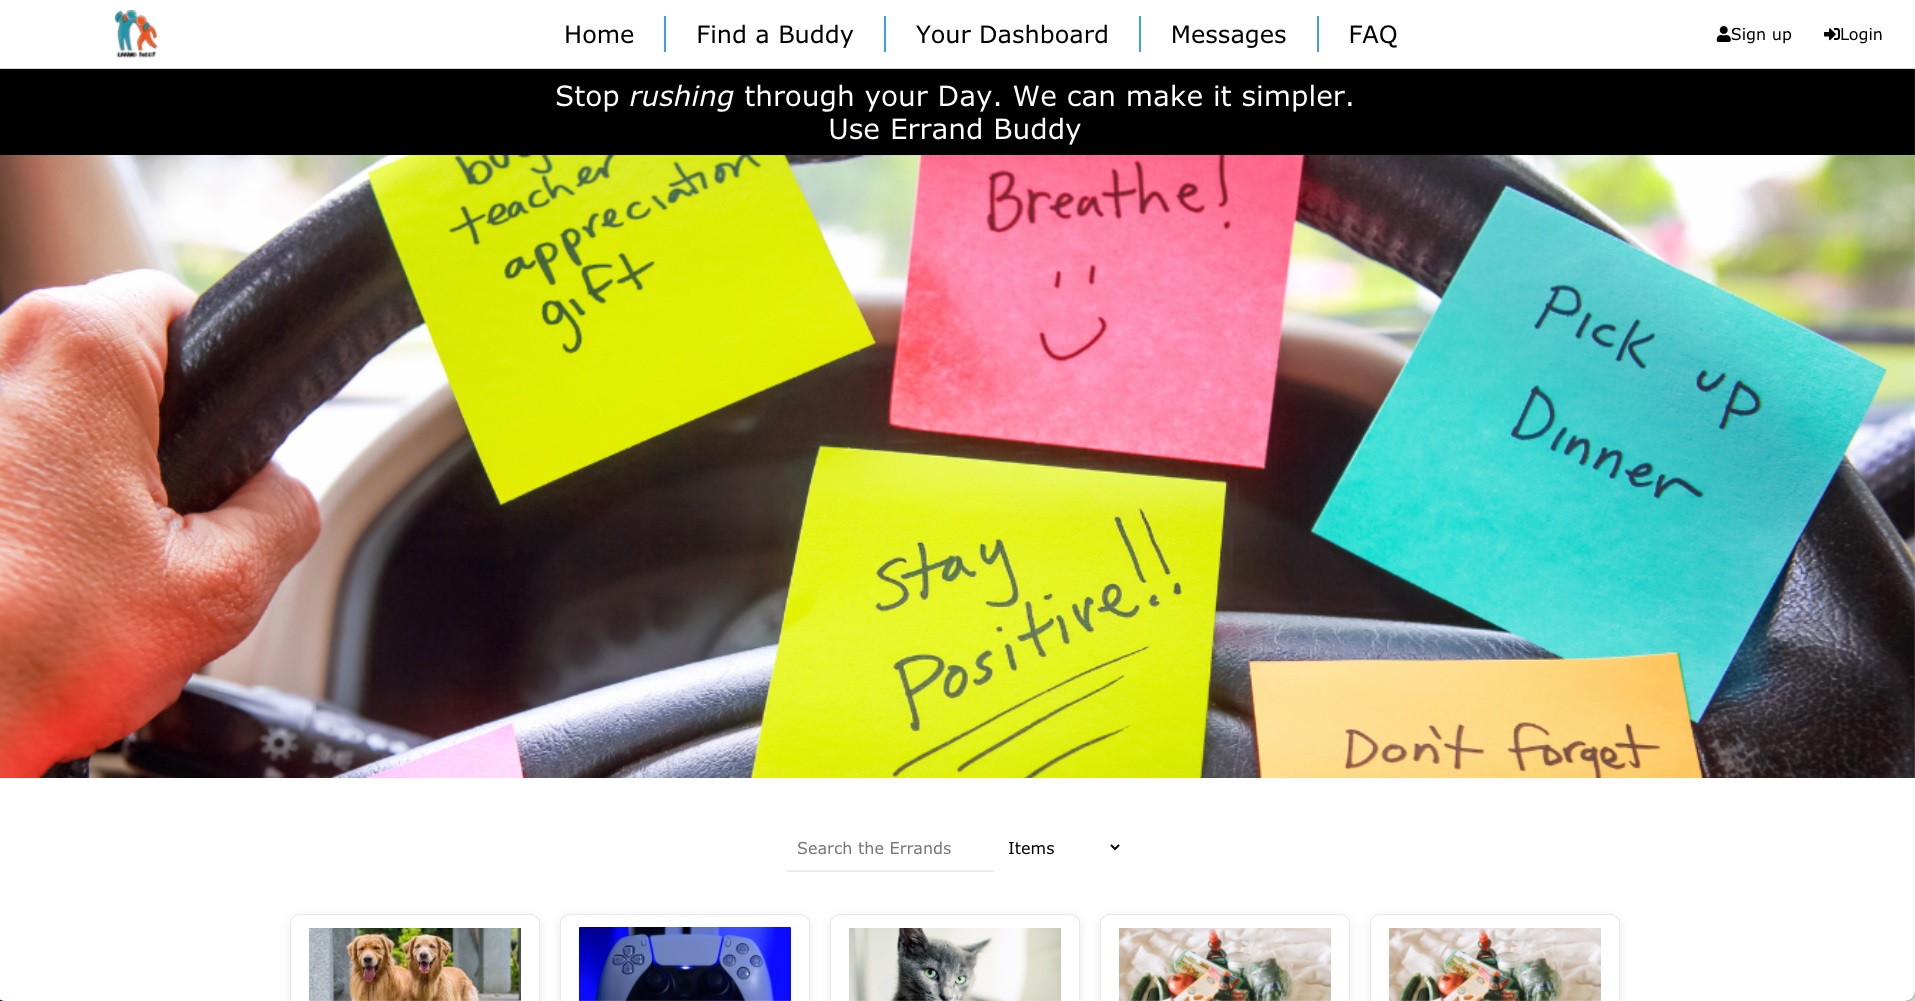 Home
Find a Buddy
Your Dashboard
Messages
FAQ
Sign up
Login
Stop rushing through your Day. We can make it simpler.
Use Errand Buddy
buy
teacher
appreciation
gift
Breathe!
Pick up
Dinner
Stay
Positive!!
Don't forget
Search the Errands
Items